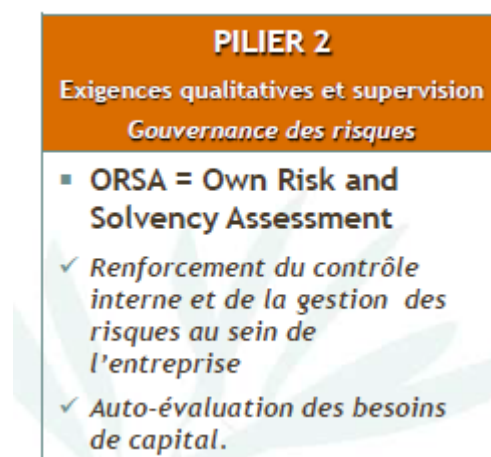 PILIER 2
Exigences qualitatives et supervision
Gouvernance des risques
▪ ORSA = Own Risk and
Solvency Assessment
✓ Renforcement du contrôle
interne et de la gestion des
risques au sein de
l'entreprise
✓ Auto-évaluation des besoins
de capital.